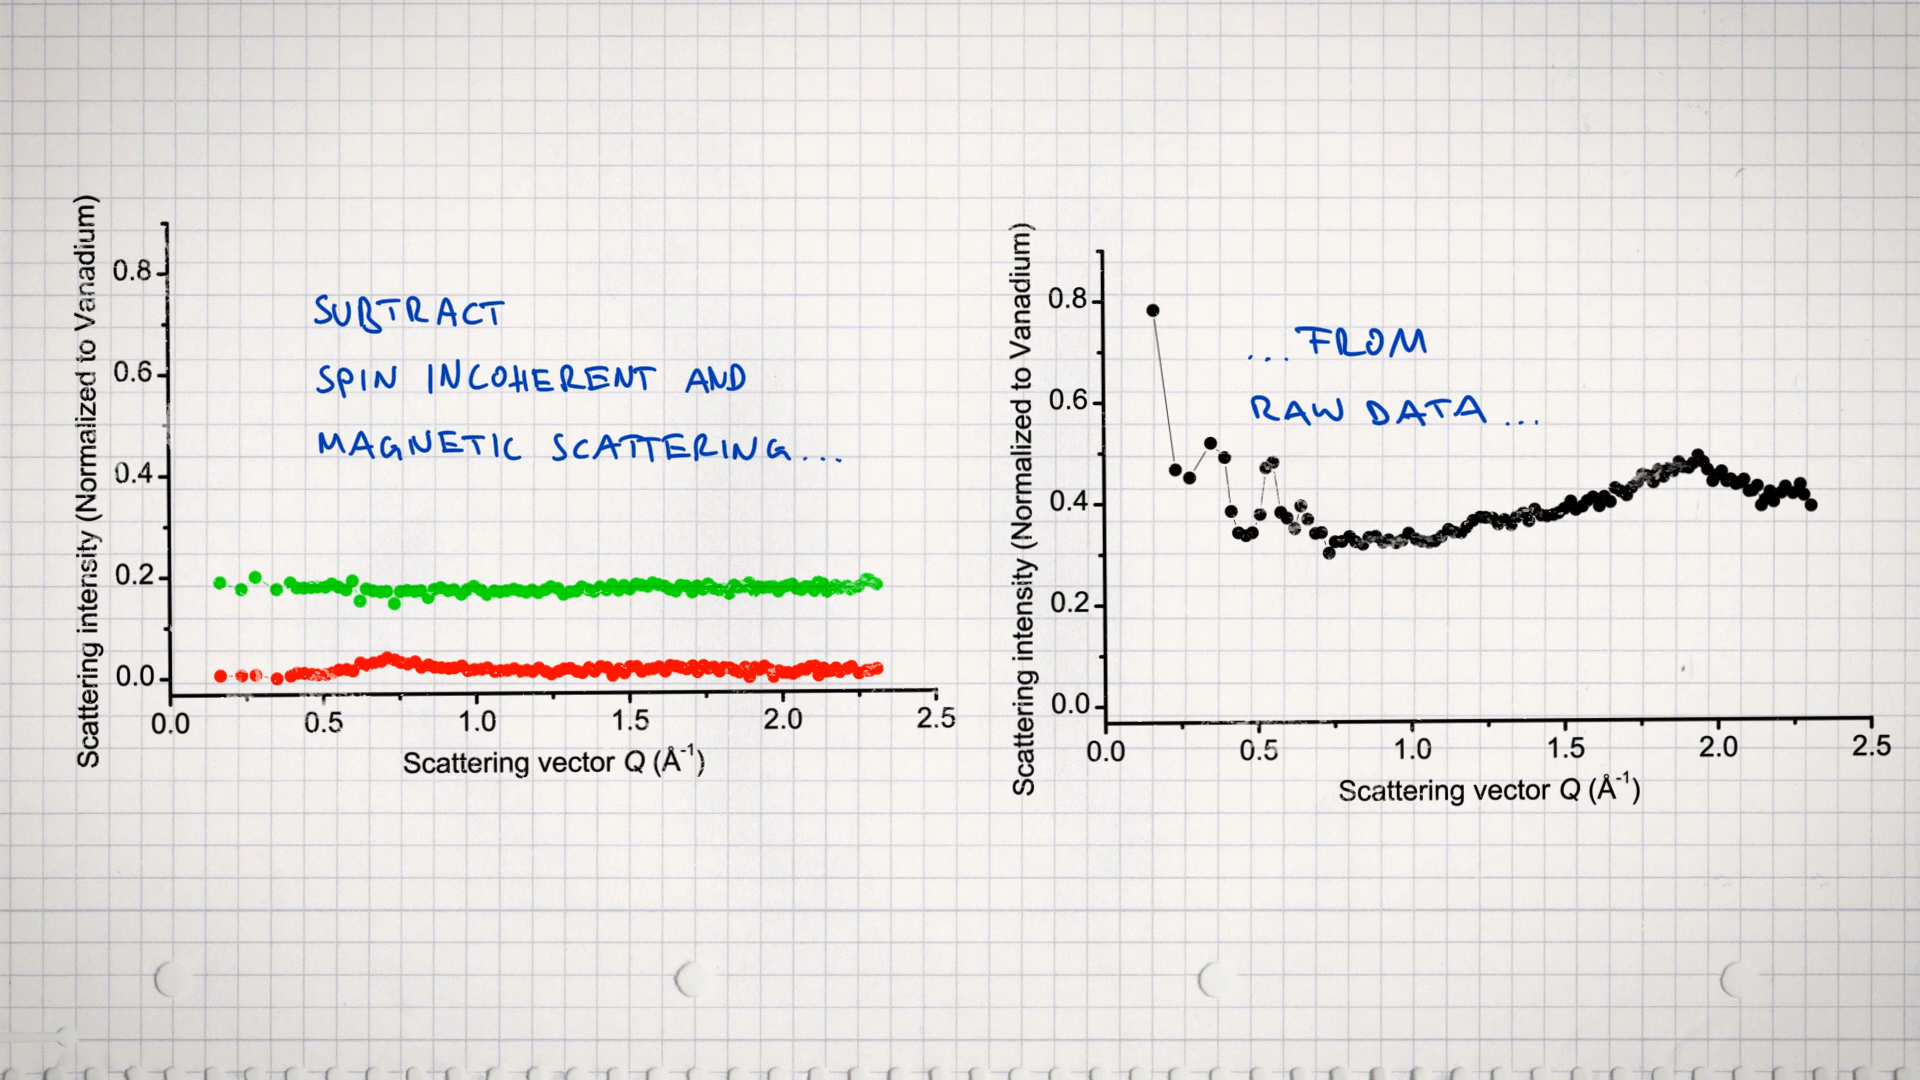 Scattering intensity (Normalized to Vanadium)
0.8
0.6
0.4
0.2
0.0
SUBTRACT
SPIN INCOHERENT AND
MAGNETIC SCATTERING...
0.0 0.5 1.0 1.5 2.0 2.5
Scattering vector Q (Å⁻¹)
Scattering intensity (Normalized to Vanadium)
0.8
0.6
0.4
0.2
0.0
...FROM
RAW DATA...
0.0 0.5 1.0 1.5 2.0 2.5
Scattering vector Q (Å⁻¹)